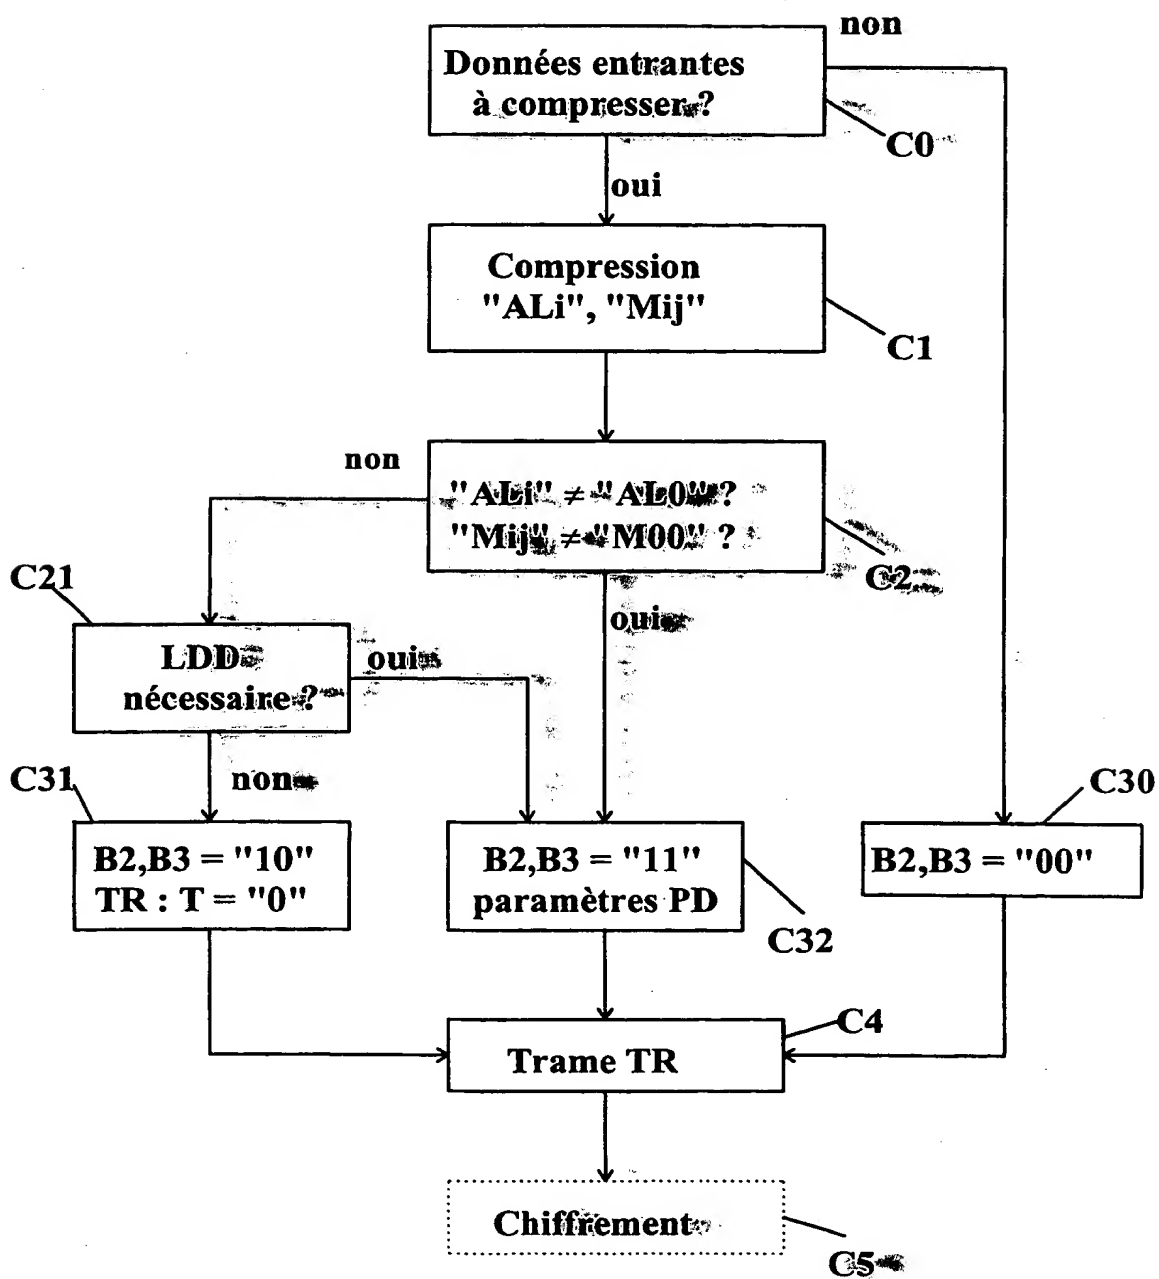 non
Données entrantes
à compresser ?
C0
oui
Compression
"ALi", "Mij"
C1
non
"ALi" ≠ "AL0" ?
"Mij" ≠ "M00" ?
C2
C21
oui
LDD
nécessaire ?
oui
C31
non
C30
B2,B3 = "10"
TR : T = "0"
B2,B3 = "11"
paramètres PD
B2,B3 = "00"
C32
C4
Trame TR
Chiffrement
C5